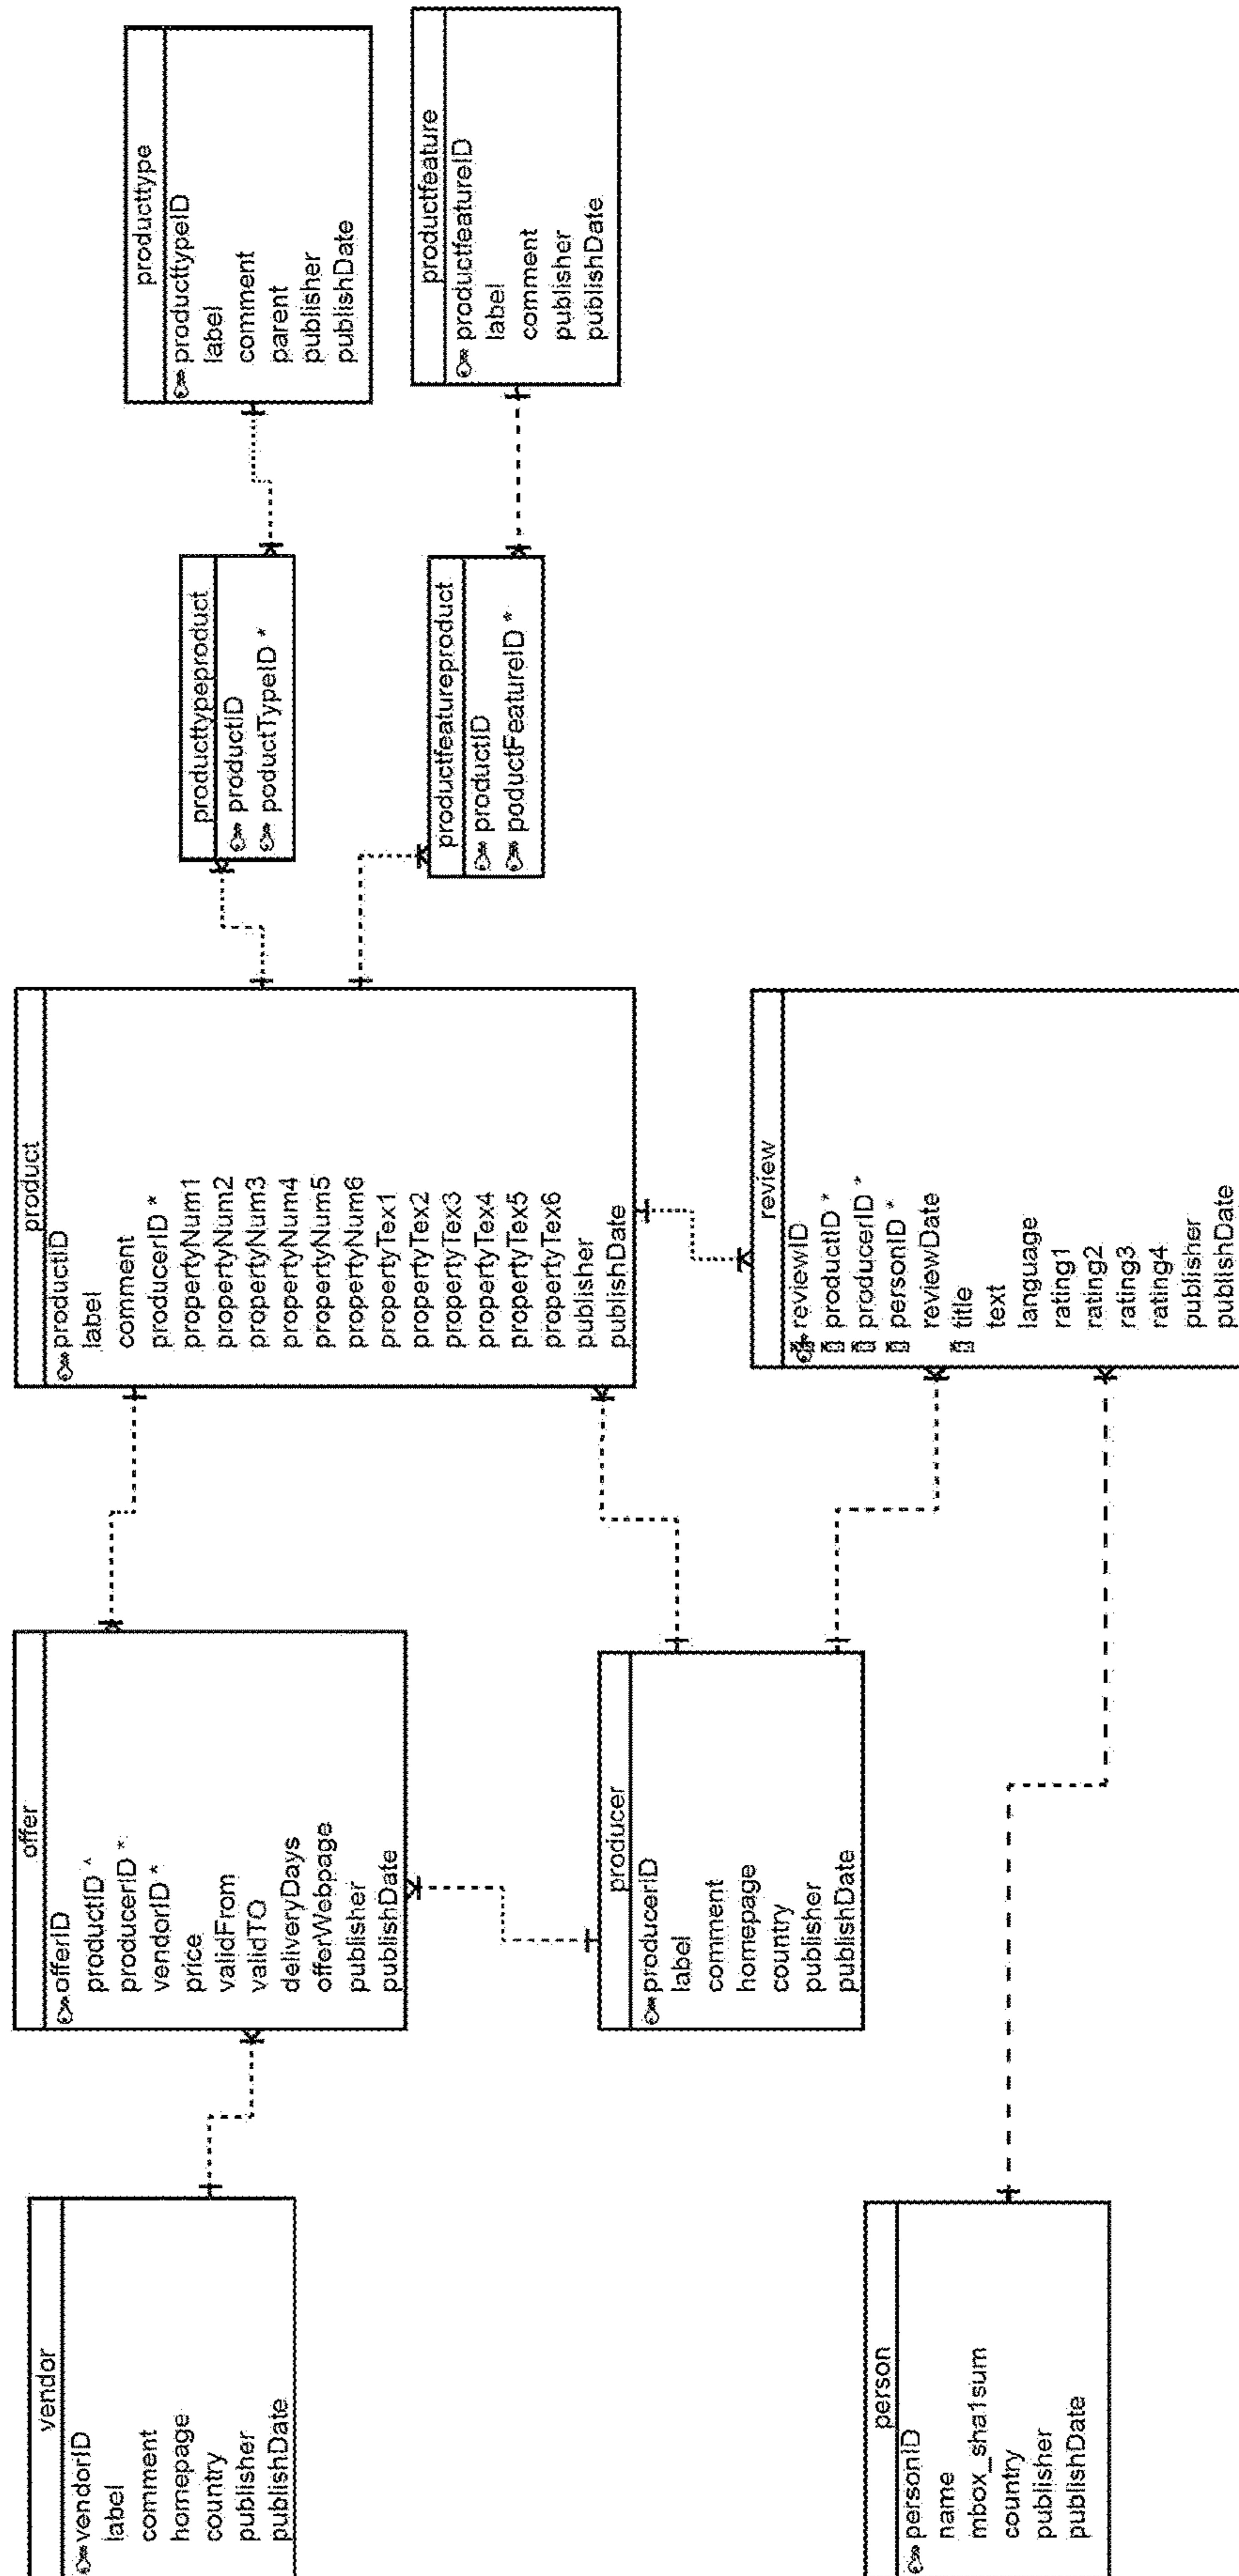 vendor
vendorID
label
comment
homepage
country
publisher
publishDate
offer
offerID
productID *
producerID *
vendorID *
price
validFrom
validTO
deliveryDays
offerWebpage
publisher
publishDate
product
productID
label
comment
producerID *
propertyNum1
propertyNum2
propertyNum3
propertyNum4
propertyNum5
propertyNum6
propertyTex1
propertyTex2
propertyTex3
propertyTex4
propertyTex5
propertyTex6
publisher
publishDate
producttypeproduct
productID
poductTypeID *
producttype
producttypeID
label
comment
parent
publisher
publishDate
productfeatureproduct
productID
poductFeatureID *
productfeature
productfeatureID
label
comment
publisher
publishDate
producer
producerID
label
comment
homepage
country
publisher
publishDate
person
personID
name
mbox_sha1sum
country
publisher
publishDate
review
reviewID
productID *
producerID *
personID *
reviewDate
title
text
language
rating1
rating2
rating3
rating4
publisher
publishDate